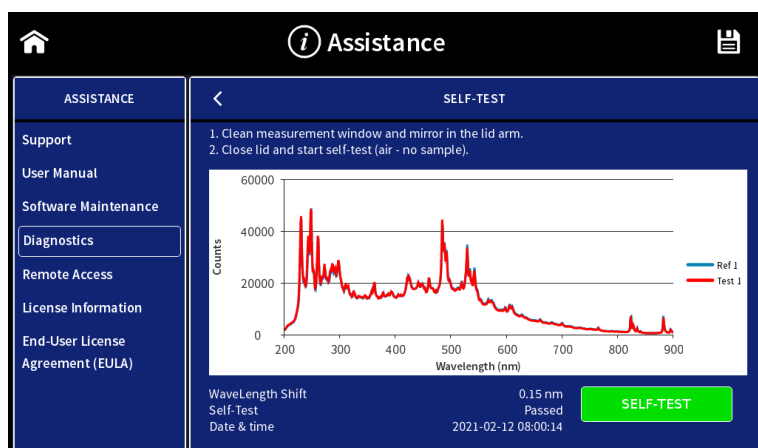 i Assistance
ASSISTANCE
Support
User Manual
Software Maintenance
Diagnostics
Remote Access
License Information
End-User License
Agreement (EULA)
SELF-TEST
1. Clean measurement window and mirror in the lid arm.
2. Close lid and start self-test (air - no sample).
60000
40000
20000
0
Counts
200 300 400 500 600 700 800 900
Wavelength (nm)
Ref 1
Test 1
WaveLength Shift 0.15 nm
Self-Test Passed
Date & time 2021-02-12 08:00:14
SELF-TEST